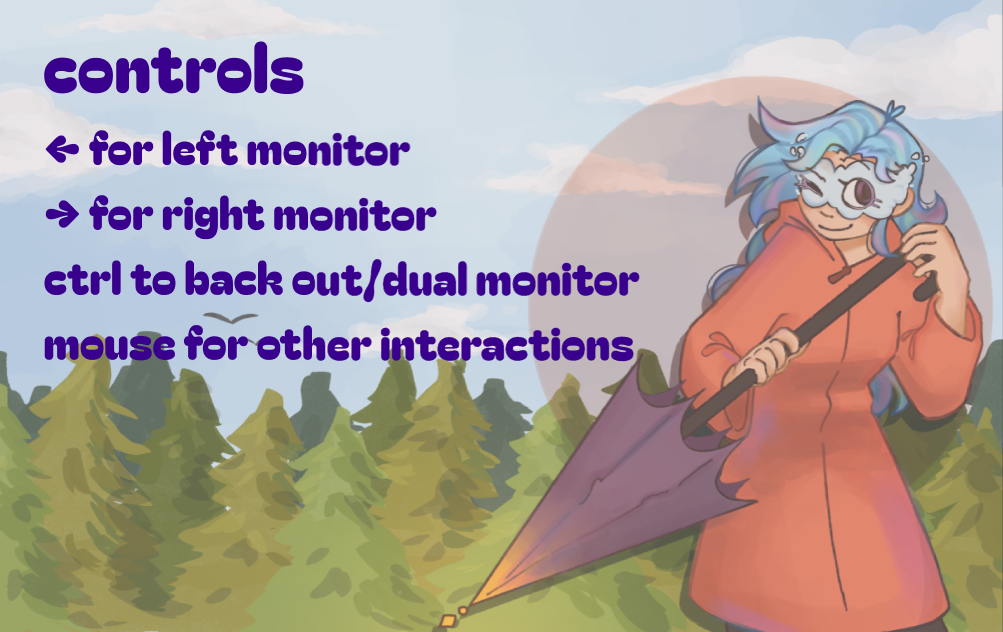 controls
← for left monitor
→ for right monitor
ctrl to back out/dual monitor
mouse for other interactions